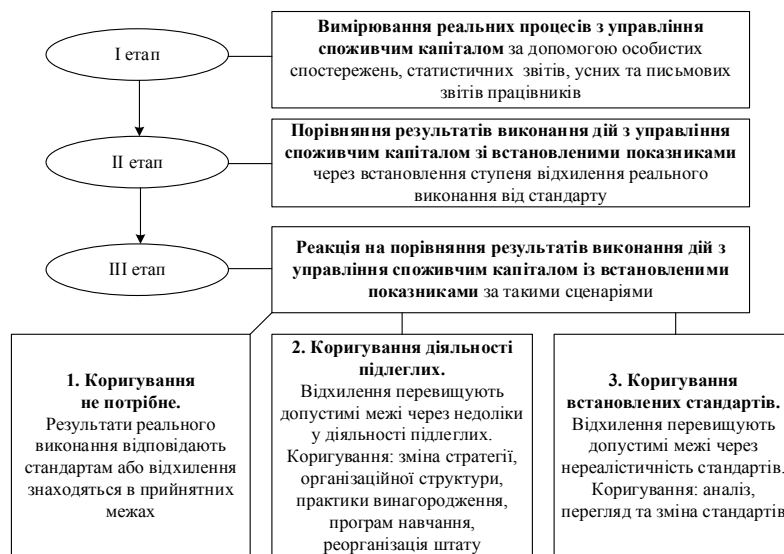 I етап
Вимірювання реальних процесів з управління
споживчим капіталом за допомогою особистих
спостережень, статистичних звітів, усних та письмових
звітів працівників
II етап
Порівняння результатів виконання дій з управління
споживчим капіталом зі встановленими показниками
через встановлення ступеня відхилення реального
виконання від стандарту
III етап
Реакція на порівняння результатів виконання дій з
управління споживчим капіталом із встановленими
показниками за такими сценаріями
1. Коригування
не потрібне.
Результати реального
виконання відповідають
стандартам або відхилення
знаходяться в прийнятних
межах
2. Коригування діяльності
підлеглих.
Відхилення перевищують
допустимі межі через недоліки
у діяльності підлеглих.
Коригування: зміна стратегії,
організаційної структури,
практики винагородження,
програм навчання,
реорганізація штату
3. Коригування
встановлених стандартів.
Відхилення перевищують
допустимі межі через
нереалістичність стандартів.
Коригування: аналіз,
перегляд та зміна стандартів